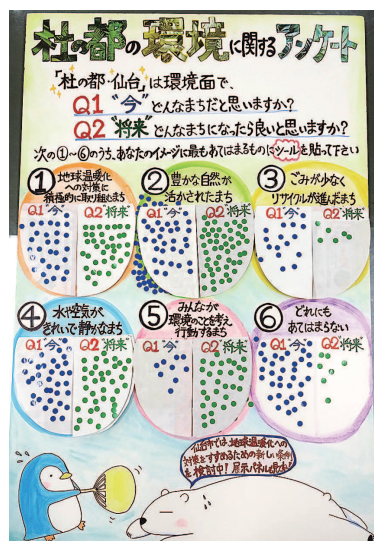 杜の都の環境に関するアンケート
「杜の都・仙台」は環境面で、
Q1 "今" どんなまちだと思いますか?
Q2 "将来" どんなまちになったら良いと思いますか?
次の①~⑥のうち、あなたのイメージに最もあてはまるものにシールを貼って下さい
① 地球温暖化
への対策に
積極的に取り組むまち
Q1 今 Q2 将来
② 豊かな自然が
活かされたまち
Q1 今 Q2 将来
③ ごみが少なく
リサイクルが進んだまち
Q1 今 Q2 将来
④ 水や空気が
きれいで静かなまち
Q1 今 Q2 将来
⑤ みんなが
環境のことを考え
行動するまち
Q1 今 Q2 将来
⑥ どれにも
あてはまらない
Q1 今 Q2 将来
仙台市では、地球温暖化への
対策をすすめるための新しい条例
を検討中! 展示パネルも見てね!